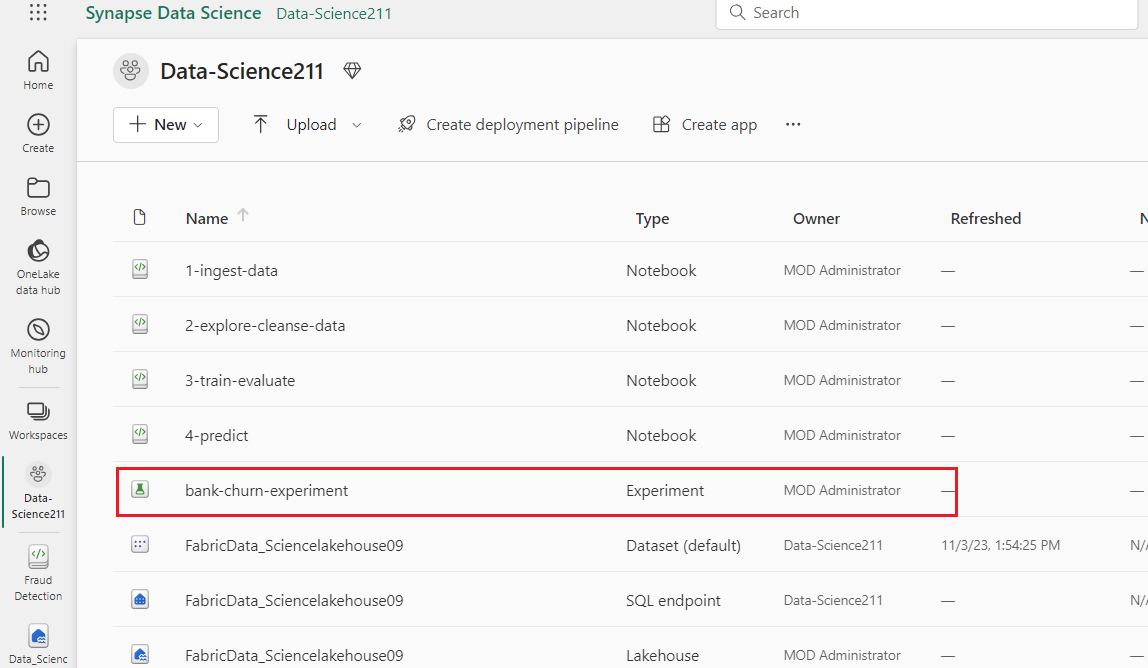 Synapse Data Science Data-Science211
Search
Home
Create
Browse
OneLake
data hub
Monitoring
hub
Workspaces
Data-
Science211
Fraud
Detection
Data_Scienc
Data-Science211
New Upload Create deployment pipeline Create app ...
Name Type Owner Refreshed N
1-ingest-data Notebook MOD Administrator — —
2-explore-cleanse-data Notebook MOD Administrator — —
3-train-evaluate Notebook MOD Administrator — —
4-predict Notebook MOD Administrator — —
bank-churn-experiment Experiment MOD Administrator — —
FabricData_Sciencelakehouse09 Dataset (default) Data-Science211 11/3/23, 1:54:25 PM N/
FabricData_Sciencelakehouse09 SQL endpoint Data-Science211 — N/
FabricData_Sciencelakehouse09 Lakehouse MOD Administrator — —